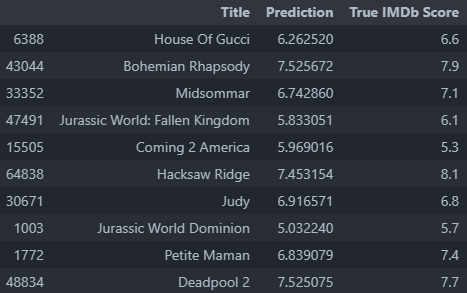 Title Prediction True IMDb Score
6388 House Of Gucci 6.262520 6.6
43044 Bohemian Rhapsody 7.525672 7.9
33352 Midsommar 6.742860 7.1
47491 Jurassic World: Fallen Kingdom 5.833051 6.1
15505 Coming 2 America 5.969016 5.3
64838 Hacksaw Ridge 7.453154 8.1
30671 Judy 6.916571 6.8
1003 Jurassic World Dominion 5.032240 5.7
1772 Petite Maman 6.839079 7.4
48834 Deadpool 2 7.525075 7.7